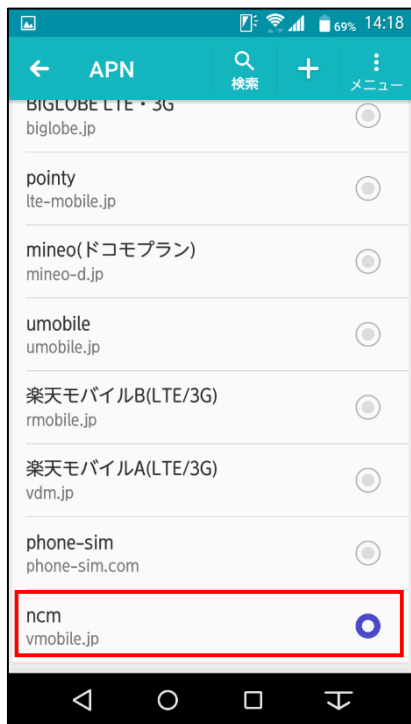 69% 14:18
APN
検索
メニュー
BIGLOBE LTE・3G
biglobe.jp
pointy
lte-mobile.jp
mineo(ドコモプラン)
mineo-d.jp
umobile
umobile.jp
楽天モバイルB(LTE/3G)
rmobile.jp
楽天モバイルA(LTE/3G)
vdm.jp
phone-sim
phone-sim.com
ncm
vmobile.jp